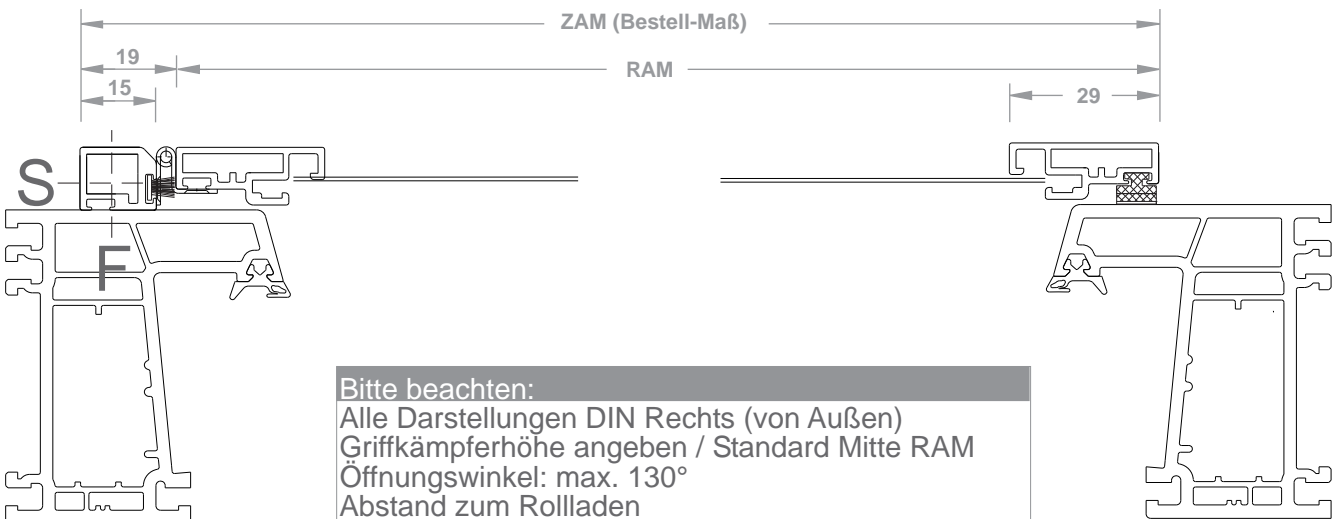 ZAM (Bestell-Maß)
19
RAM
15
29
S
F
Bitte beachten:
Alle Darstellungen DIN Rechts (von Außen)
Griffkämpferhöhe angeben / Standard Mitte RAM
Öffnungswinkel: max. 130°
Abstand zum Rollladen